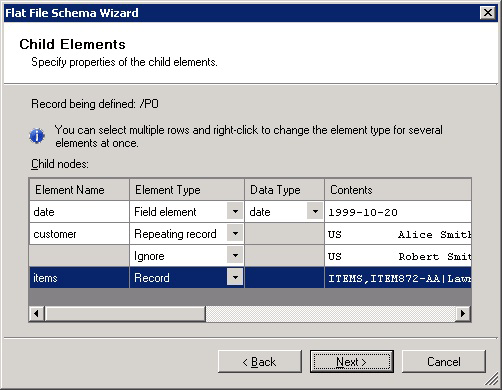 Flat File Schema Wizard
Child Elements
Specify properties of the child elements.
Record being defined: /PO
You can select multiple rows and right-click to change the element type for several
elements at once.
Child nodes:
Element Name Element Type Data Type Contents
date Field element date 1999-10-20
customer Repeating record US Alice Smith
Ignore US Robert Smit
items Record ITEMS,ITEM872-AA|Lawn
< Back Next > Cancel